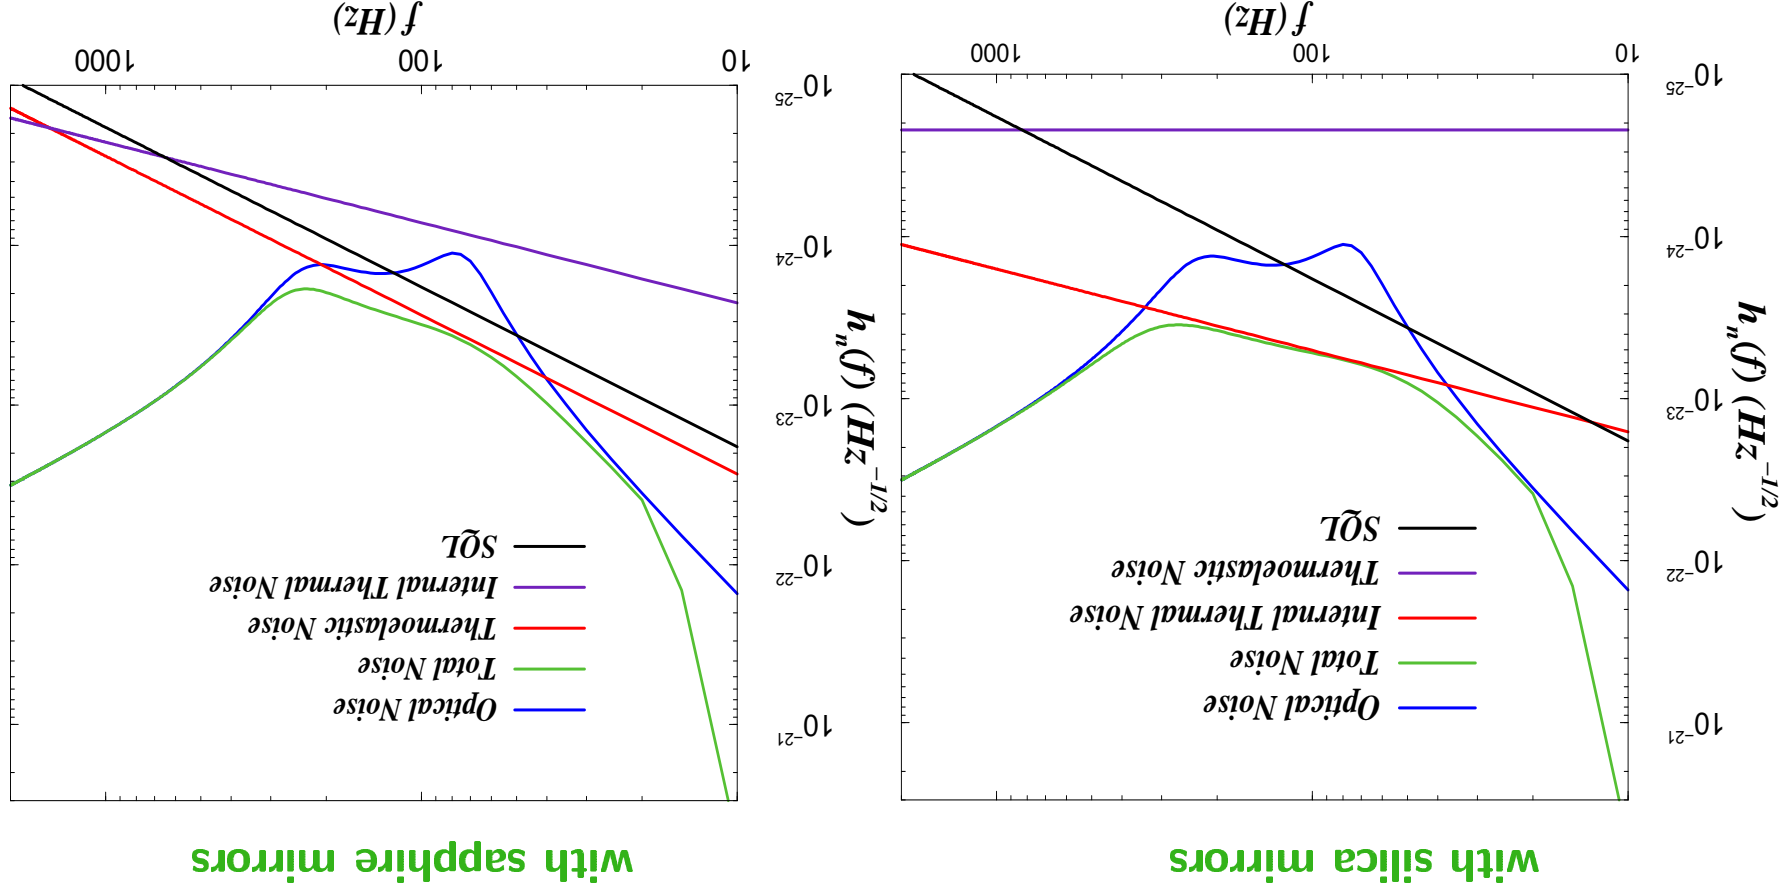 with silica mirrors
h_n(f) (Hz^−1/2)
10^−21
10^−22
10^−23
10^−24
10^−25
Optical Noise
Total Noise
Internal Thermal Noise
Thermoelastic Noise
SQL
10
100
1000
f (Hz)
with sapphire mirrors
h_n(f) (Hz^−1/2)
10^−21
10^−22
10^−23
10^−24
10^−25
Optical Noise
Total Noise
Thermoelastic Noise
Internal Thermal Noise
SQL
10
100
1000
f (Hz)